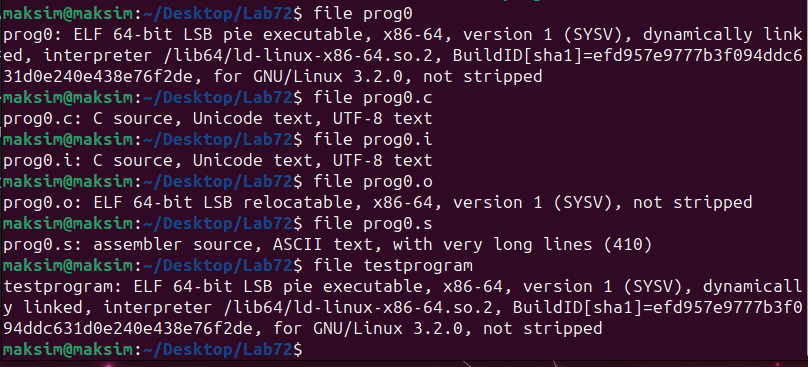 maksim@maksim:~/Desktop/Lab72$ file prog0
prog0: ELF 64-bit LSB pie executable, x86-64, version 1 (SYSV), dynamically link
ed, interpreter /lib64/ld-linux-x86-64.so.2, BuildID[sha1]=efd957e9777b3f094ddc6
31d0e240e438e76f2de, for GNU/Linux 3.2.0, not stripped
maksim@maksim:~/Desktop/Lab72$ file prog0.c
prog0.c: C source, Unicode text, UTF-8 text
maksim@maksim:~/Desktop/Lab72$ file prog0.i
prog0.i: C source, Unicode text, UTF-8 text
maksim@maksim:~/Desktop/Lab72$ file prog0.o
prog0.o: ELF 64-bit LSB relocatable, x86-64, version 1 (SYSV), not stripped
maksim@maksim:~/Desktop/Lab72$ file prog0.s
prog0.s: assembler source, ASCII text, with very long lines (410)
maksim@maksim:~/Desktop/Lab72$ file testprogram
testprogram: ELF 64-bit LSB pie executable, x86-64, version 1 (SYSV), dynamicall
y linked, interpreter /lib64/ld-linux-x86-64.so.2, BuildID[sha1]=efd957e9777b3f0
94ddc631d0e240e438e76f2de, for GNU/Linux 3.2.0, not stripped
maksim@maksim:~/Desktop/Lab72$